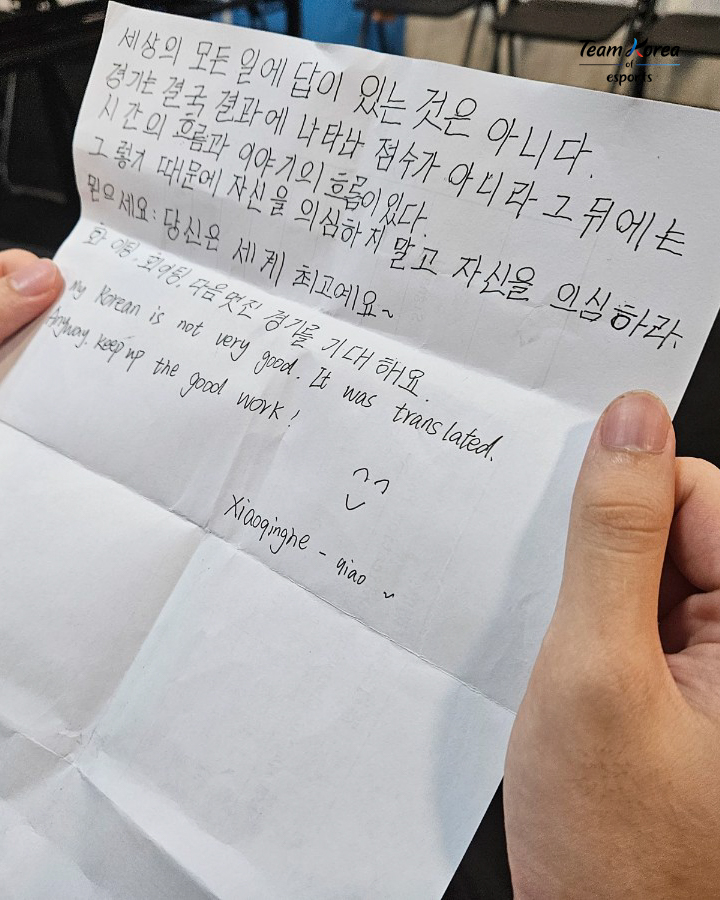 Team Korea
of
esports
세상의 모든 일에 답이 있는 것은 아니다.
경기는 결국 결과에 나타난 점수가 아니라 그 뒤에는
시간의 흐름과 이야기의 흐름이 있다.
그렇기 때문에 자신을 의심하지 말고 자신을 의심하라.
믿으세요: 당신은 세계 최고예요~
화이팅. 화이팅. 다음 멋진 경기를 기대해요.
my Korean is not very good. It was translated.
Anyway. keep up the good work!
Xiaoqinghe - qiao ~